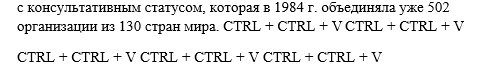 с консультативным статусом, которая в 1984 г. объединяла уже 502
организации из 130 стран мира. CTRL + CTRL + V CTRL + CTRL + V
CTRL + CTRL + V CTRL + CTRL + V CTRL + CTRL + V